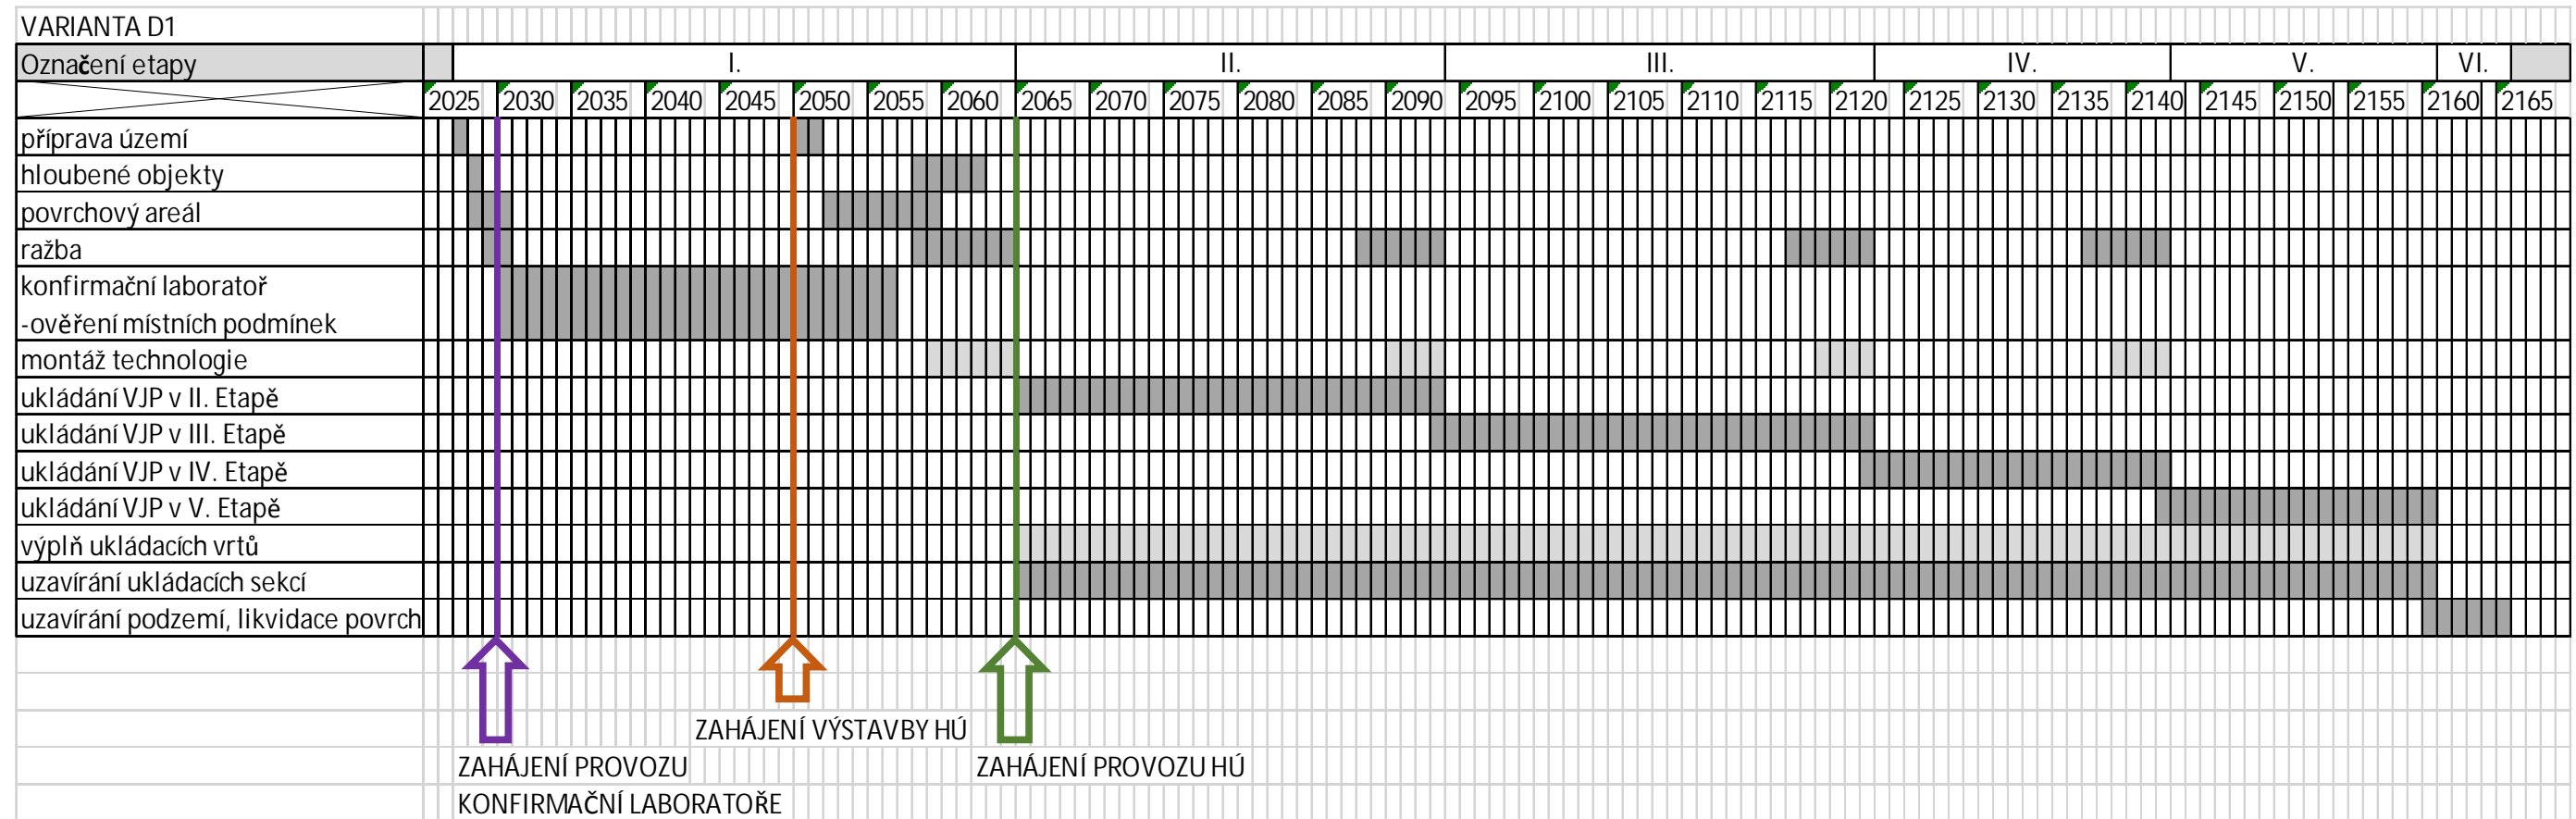 VARIANTA D1
Označení etapy I. II. III. IV. V. VI.
2025 2030 2035 2040 2045 2050 2055 2060 2065 2070 2075 2080 2085 2090 2095 2100 2105 2110 2115 2120 2125 2130 2135 2140 2145 2150 2155 2160 2165
příprava území
hloubené objekty
povrchový areál
ražba
konfirmační laboratoř
-ověření místních podmínek
montáž technologie
ukládání VJP v II. Etapě
ukládání VJP v III. Etapě
ukládání VJP v IV. Etapě
ukládání VJP v V. Etapě
výplň ukládacích vrtů
uzavírání ukládacích sekcí
uzavírání podzemí, likvidace povrch
ZAHÁJENÍ VÝSTAVBY HÚ
ZAHÁJENÍ PROVOZU ZAHÁJENÍ PROVOZU HÚ
KONFIRMAČNÍ LABORATOŘE